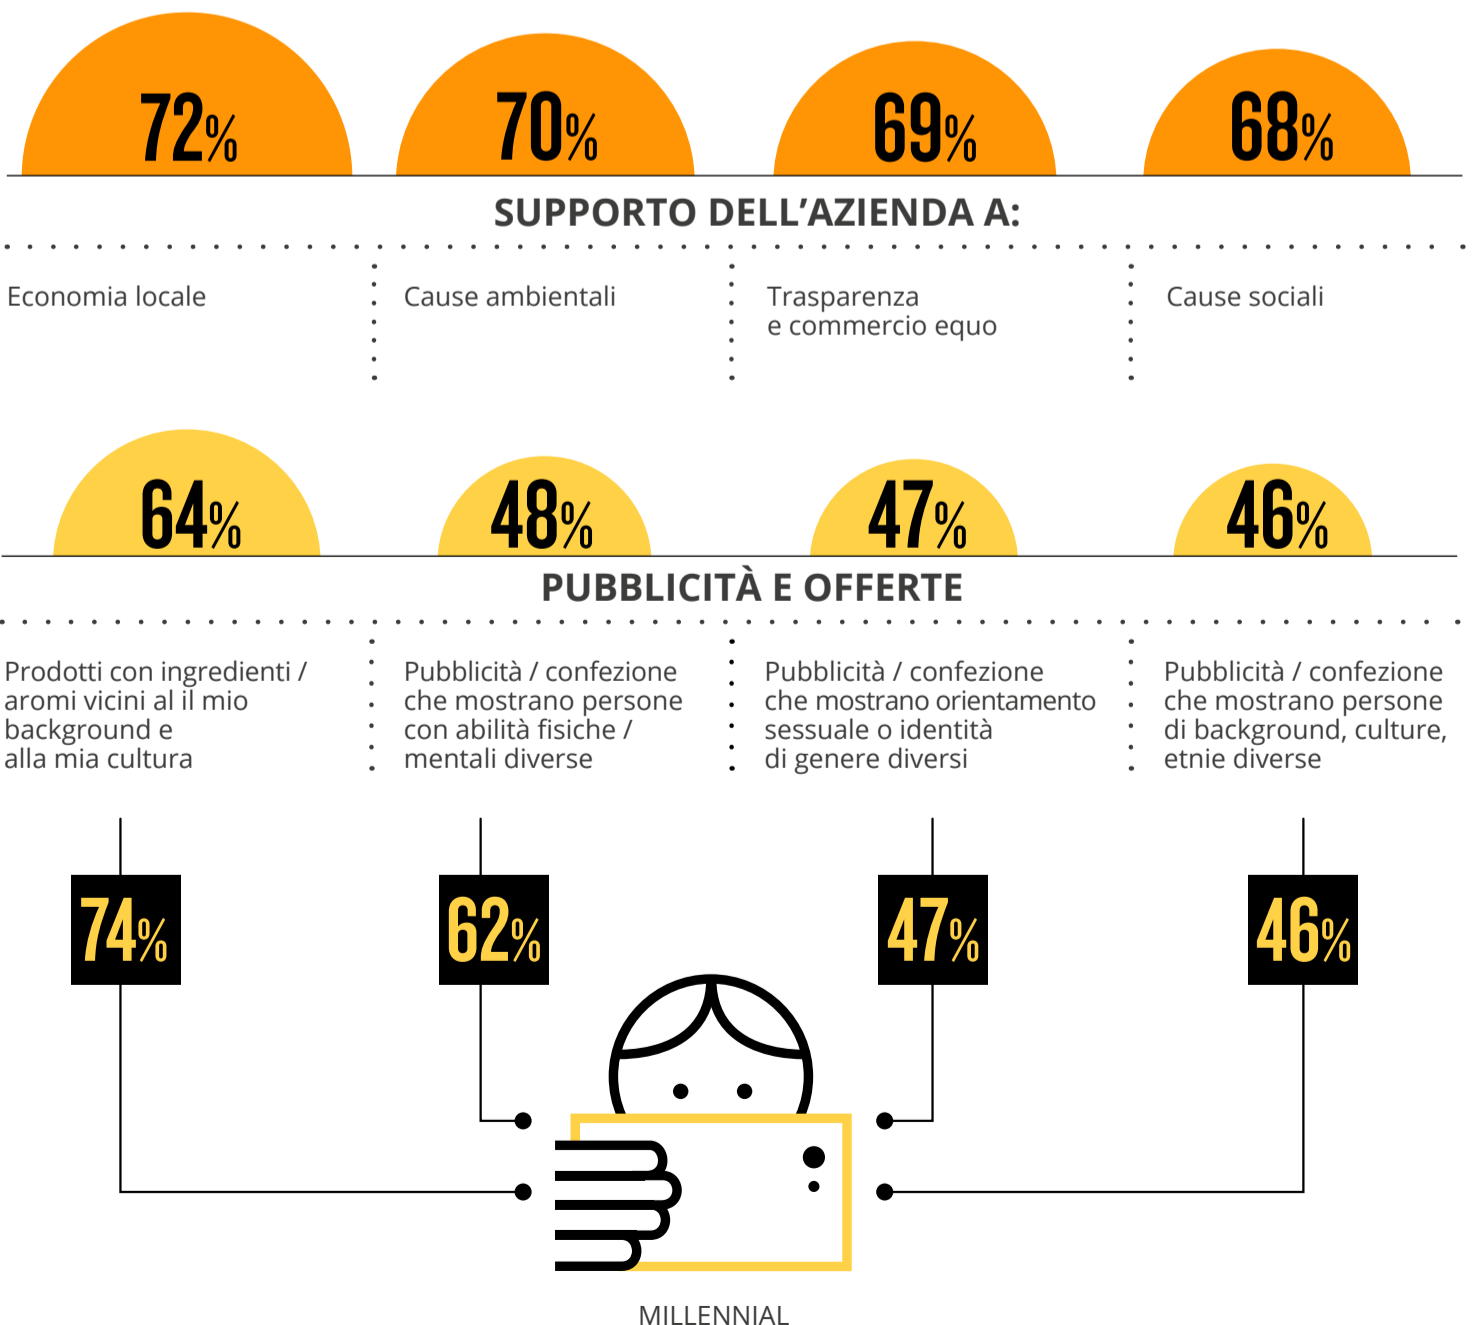 72% 70% 69% 68%
SUPPORTO DELL’AZIENDA A:
Economia locale
Cause ambientali
Trasparenza
e commercio equo
Cause sociali
64% 48% 47% 46%
PUBBLICITÀ E OFFERTE
Prodotti con ingredienti /
aromi vicini al il mio
background e
alla mia cultura
Pubblicità / confezione
che mostrano persone
con abilità fisiche /
mentali diverse
Pubblicità / confezione
che mostrano orientamento
sessuale o identità
di genere diversi
Pubblicità / confezione
che mostrano persone
di background, culture,
etnie diverse
74% 62% 47% 46%
MILLENNIAL